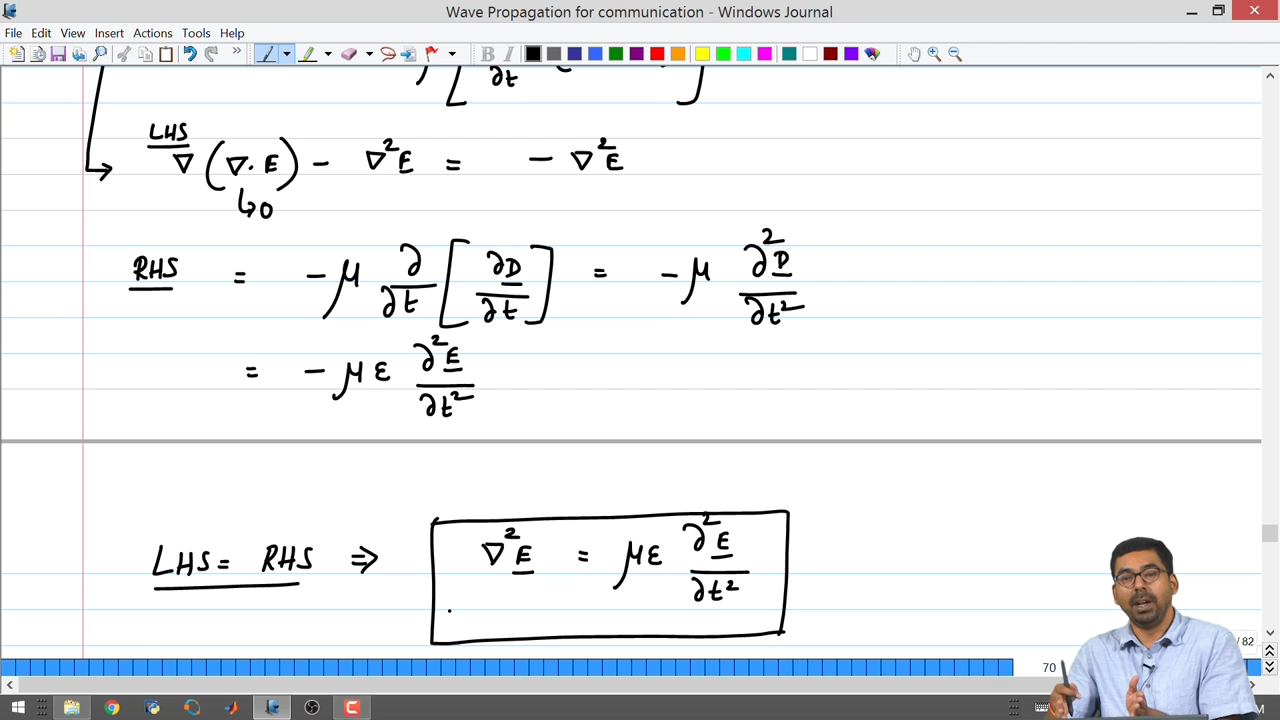 Wave Propagation for communication - Windows Journal
File Edit View Insert Actions Tools Help
∂t
LHS
∇ (∇. E) - ∇²E = - ∇²E
↳0
RHS = -μ ∂/∂t [∂D/∂t] = -μ ∂²D/∂t²
= - με ∂²E/∂t²
LHS = RHS ⇒ ∇²E = με ∂²E/∂t²
70 / 82